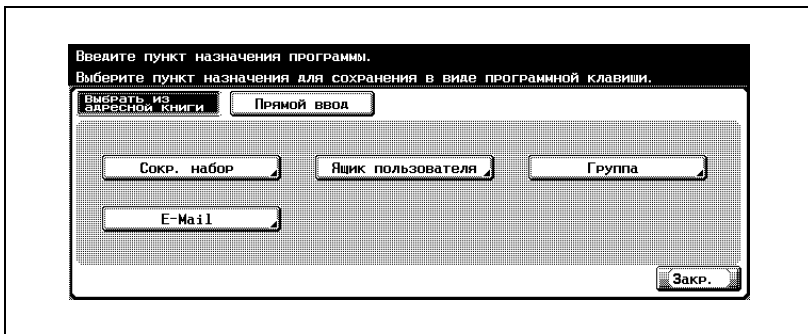 Введите пункт назначения программы.
Выберите пункт назначения для сохранения в виде программной клавиши.
Выбрать из
адресной книги
Прямой ввод
Сокр. набор
Ящик пользователя
Группа
E-Mail
Закр.